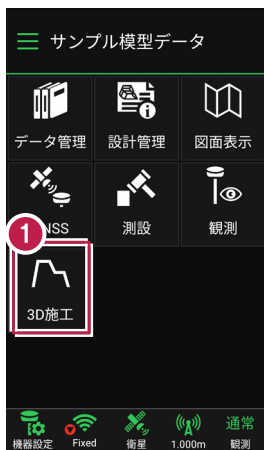 サンプル模型データ
データ管理 設計管理 図面表示
NSS 測設 観測
1
3D施工
機器設定 Fixed 衛星 1.000m 通常 観測